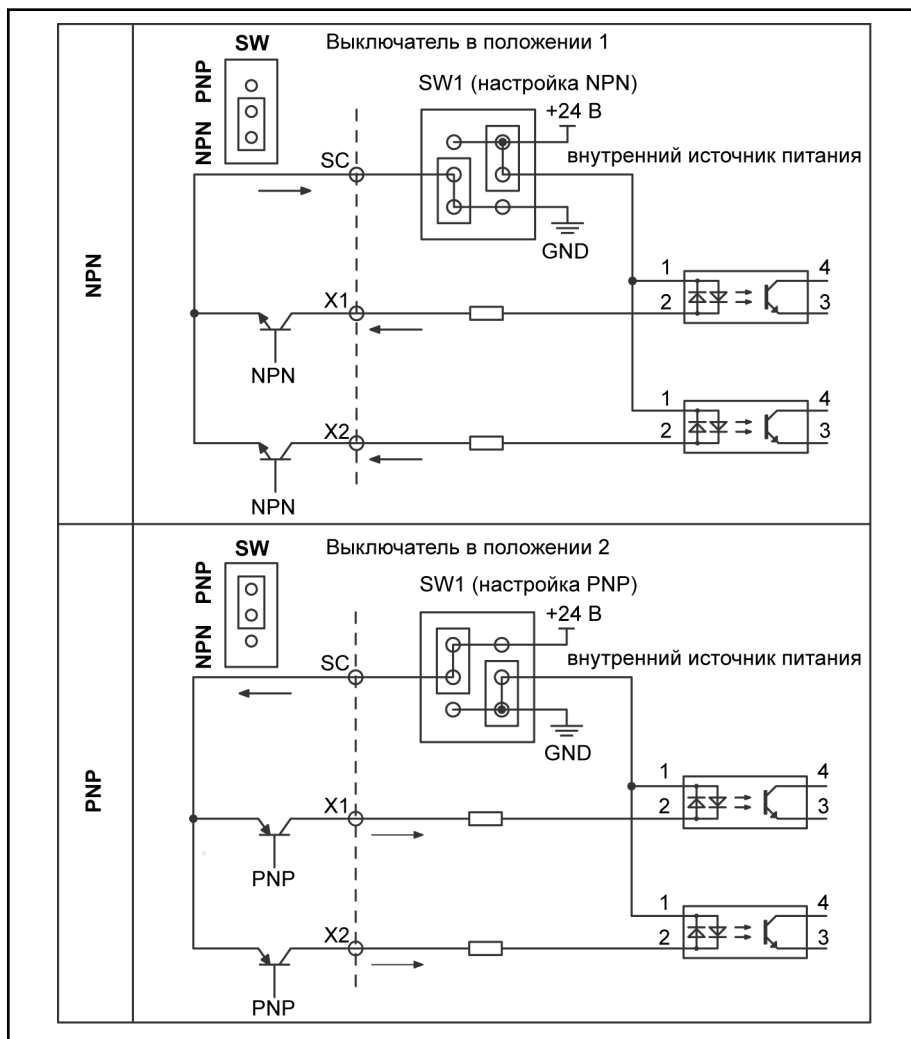 NPN
SW
NPN PNP
Выключатель в положении 1
SW1 (настройка NPN)
+24 В
внутренний источник питания
SC
GND
1
4
X1
2
3
NPN
1
4
X2
2
3
NPN
PNP
SW
NPN PNP
Выключатель в положении 2
SW1 (настройка PNP)
+24 В
внутренний источник питания
SC
GND
1
4
X1
2
3
PNP
1
4
X2
2
3
PNP